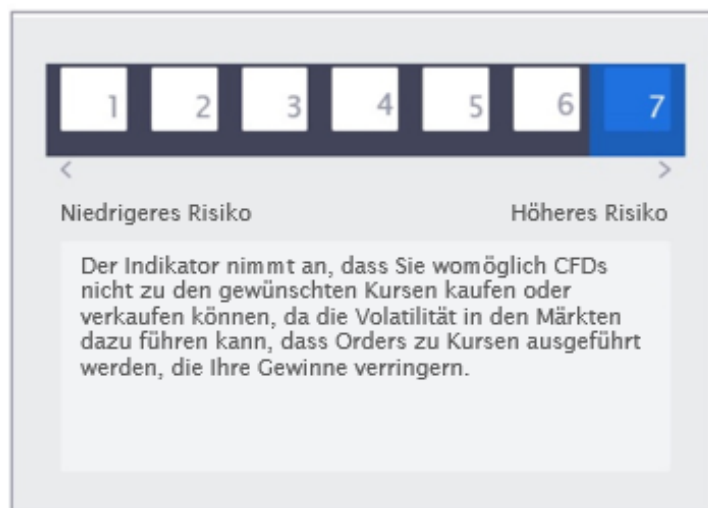 1 2 3 4 5 6 7
< >
Niedrigeres Risiko Höheres Risiko
Der Indikator nimmt an, dass Sie womöglich CFDs
nicht zu den gewünschten Kursen kaufen oder
verkaufen können, da die Volatilität in den Märkten
dazu führen kann, dass Orders zu Kursen ausgeführt
werden, die Ihre Gewinne verringern.